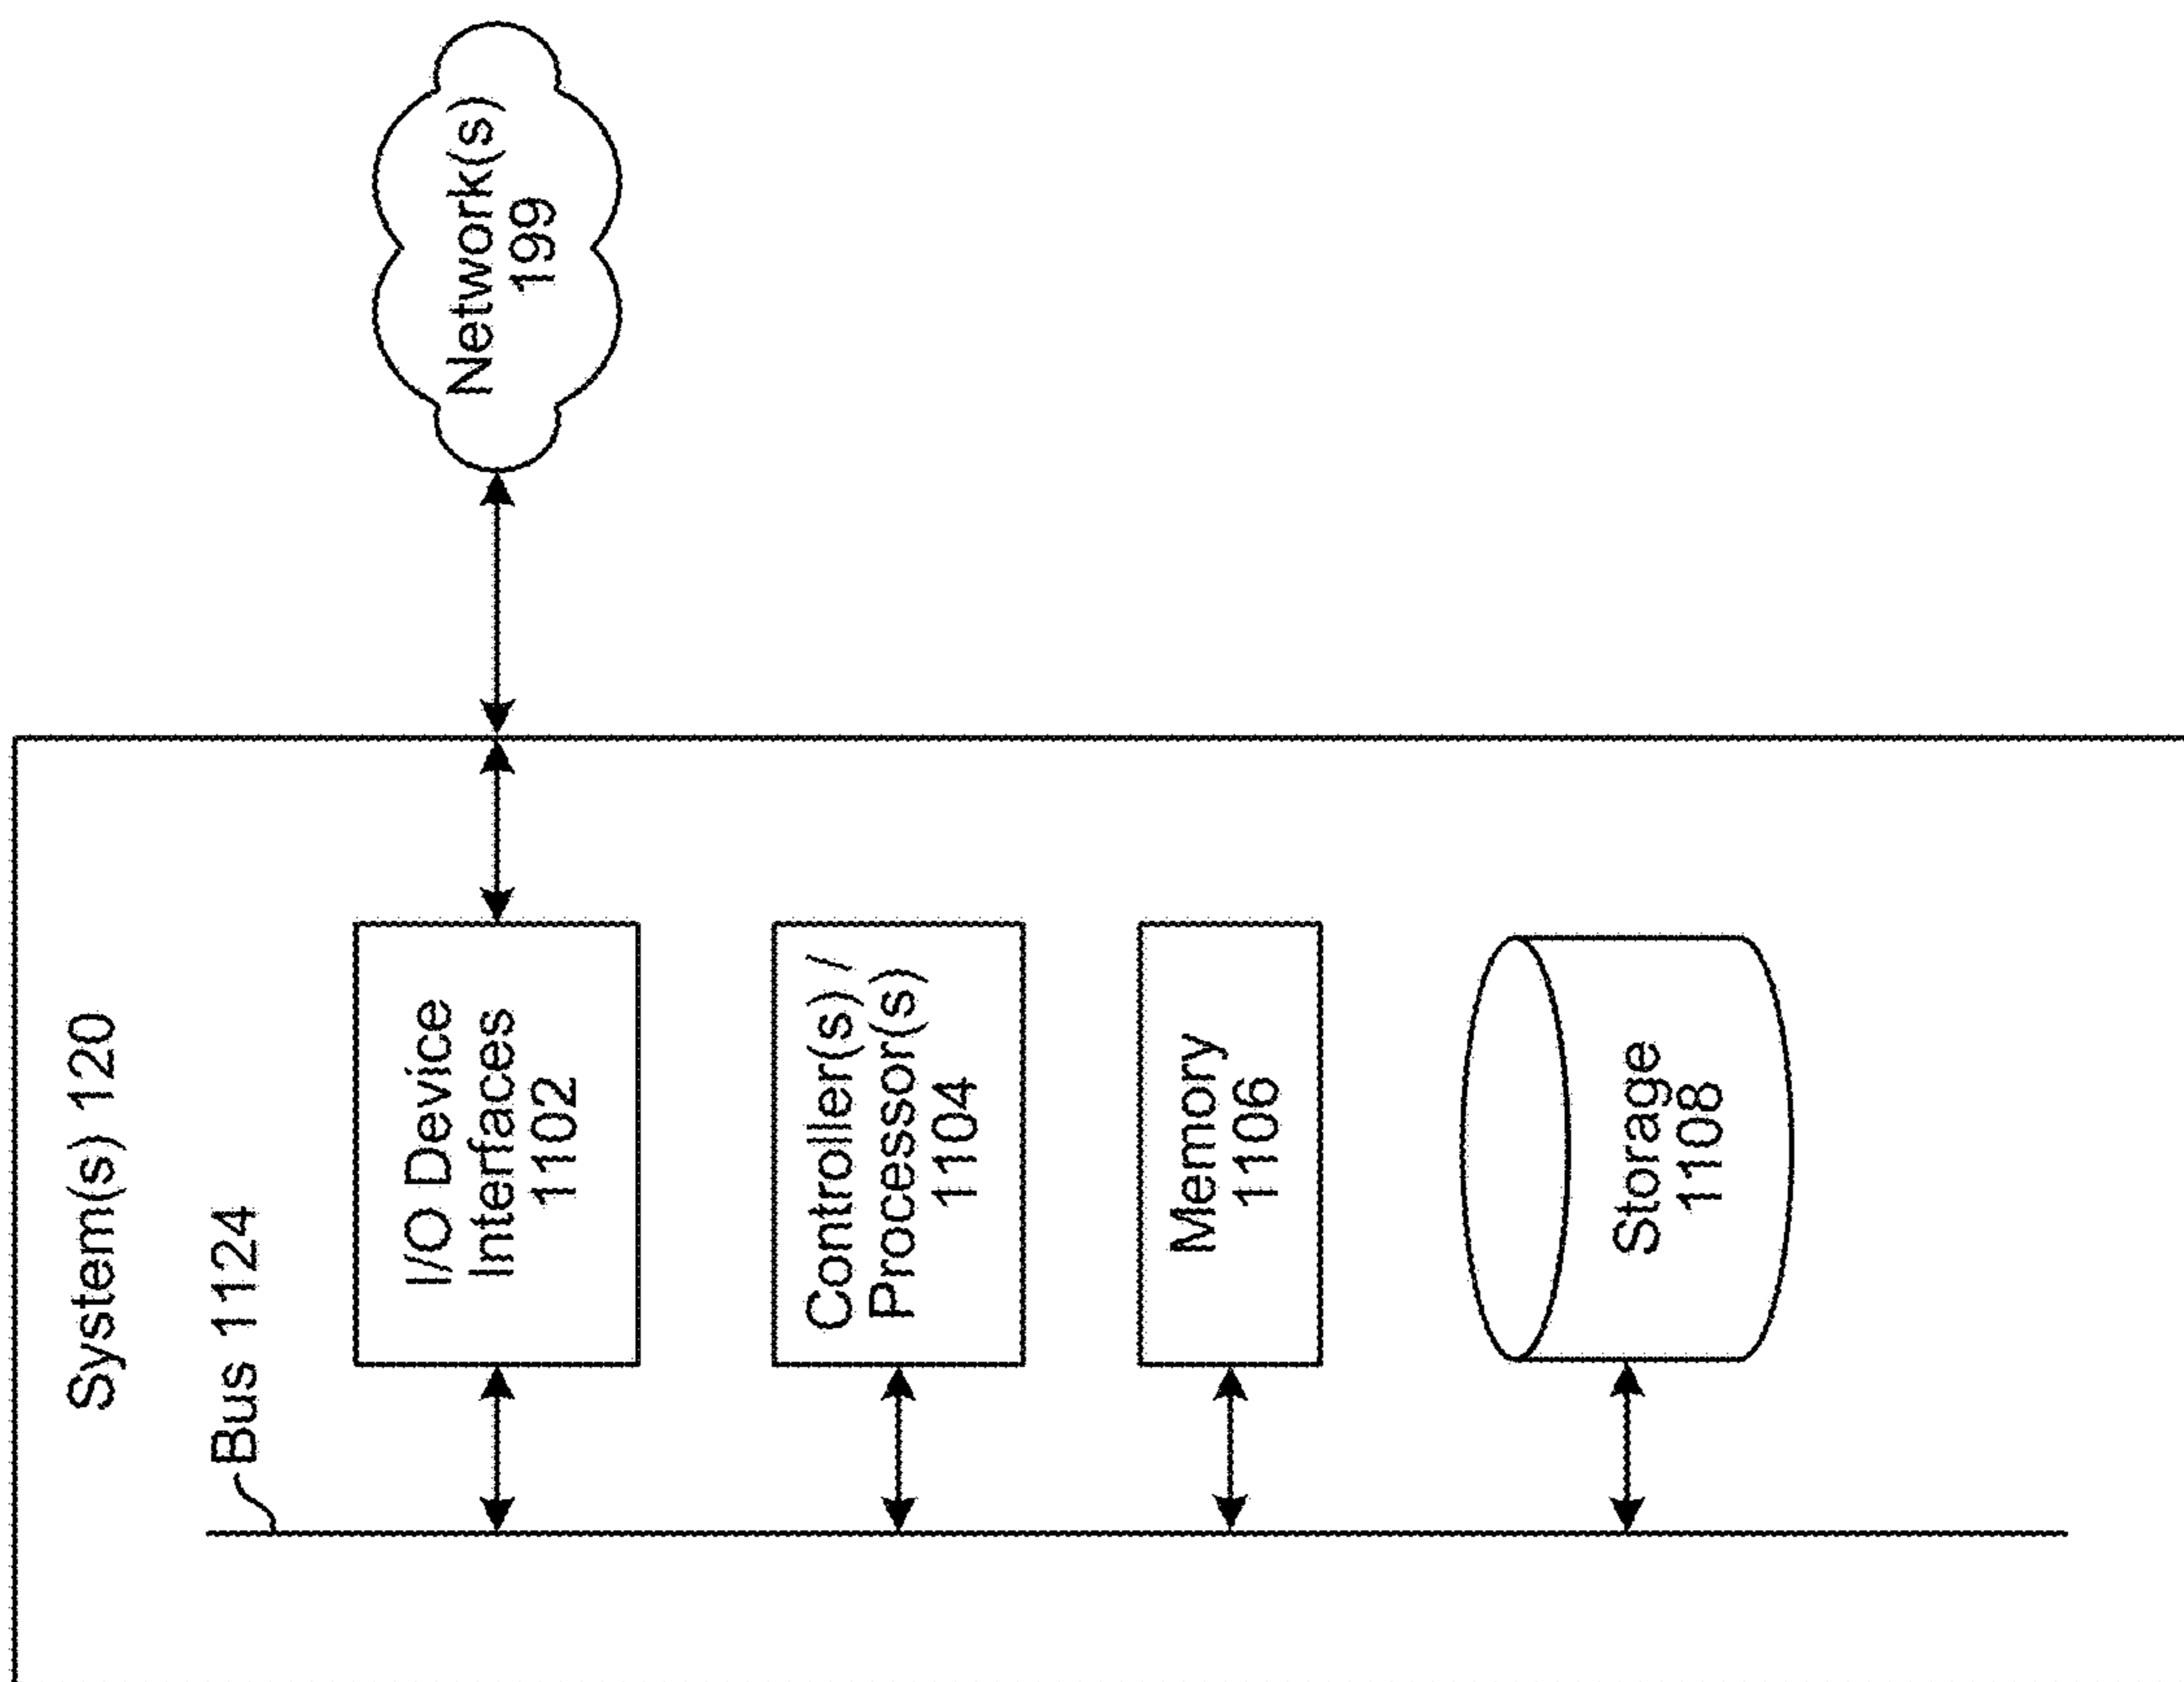 System(s) 120
Bus 1124
I/O Device
Interfaces
1102
Network(s)
199
Controller(s) /
Processor(s)
1104
Memory
1106
Storage
1108